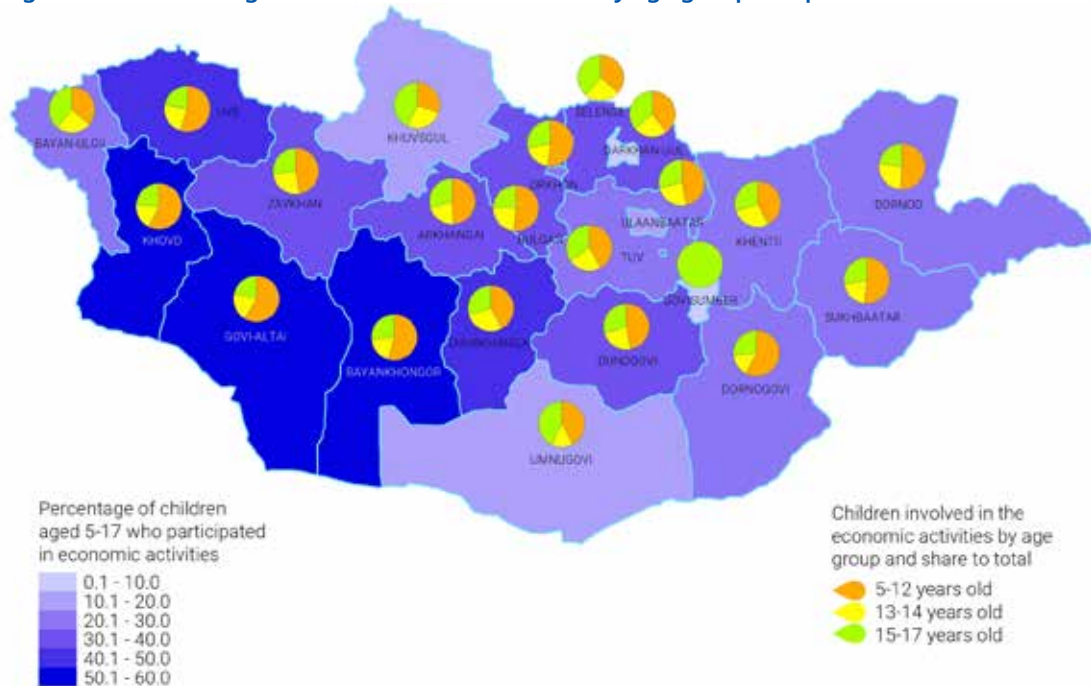 BAYAN-ULGII
UVS
KHUVSGUL
SELENGE
DARKHAN-UUL
ORKHON
ZAVKHAN
ARKHANGAI
BULGAN
ULAANBAATAR
TUV
KHENTII
DORNOD
KHOVD
GOVISUMBER
SUKHBAATAR
GOVI-ALTAI
BAYANKHONGOR
DUNDGOVI
DORNOGOVI
UMNUGOVI
Percentage of children
aged 5-17 who participated
in economic activities
0.1 - 10.0
10.1 - 20.0
20.1 - 30.0
30.1 - 40.0
40.1 - 50.0
50.1 - 60.0
Children involved in the
economic activities by age
group and share to total
5-12 years old
13-14 years old
15-17 years old